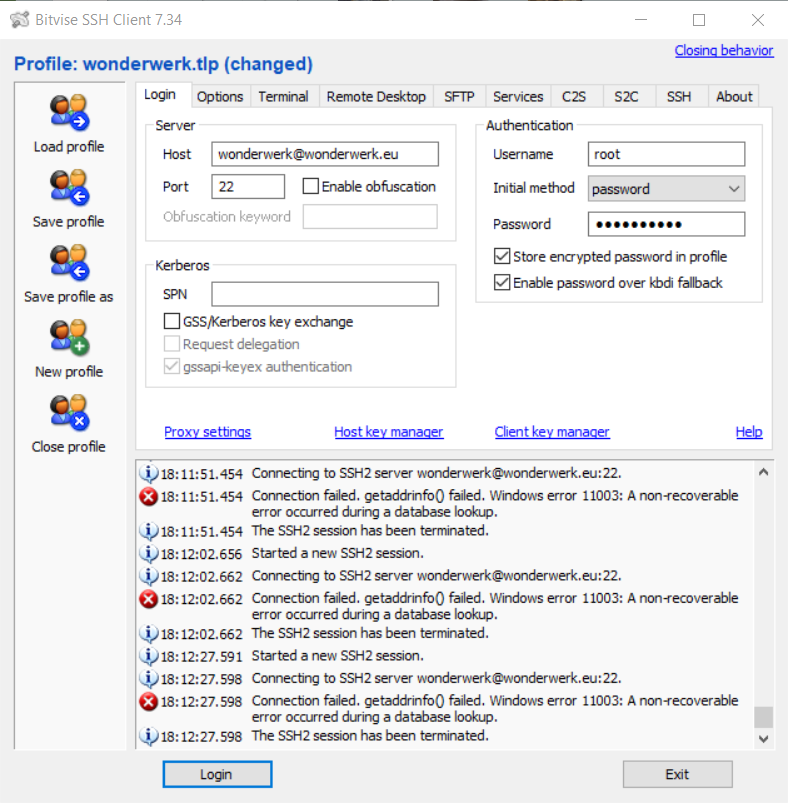 Bitvise SSH Client 7.34
Closing behavior
Profile: wonderwerk.tlp (changed)
Load profile
Save profile
Save profile as
New profile
Close profile
Login Options Terminal Remote Desktop SFTP Services C2S S2C SSH About
Server
Host wonderwerk@wonderwerk.eu
Port 22 Enable obfuscation
Obfuscation keyword
Kerberos
SPN
GSS/Kerberos key exchange
Request delegation
gssapi-keyex authentication
Authentication
Username root
Initial method password
Password ●●●●●●●●●●
Store encrypted password in profile
Enable password over kbdi fallback
Proxy settings Host key manager Client key manager Help
18:11:51.454 Connecting to SSH2 server wonderwerk@wonderwerk.eu:22.
18:11:51.454 Connection failed. getaddrinfo() failed. Windows error 11003: A non-recoverable
error occurred during a database lookup.
18:11:51.454 The SSH2 session has been terminated.
18:12:02.656 Started a new SSH2 session.
18:12:02.662 Connecting to SSH2 server wonderwerk@wonderwerk.eu:22.
18:12:02.662 Connection failed. getaddrinfo() failed. Windows error 11003: A non-recoverable
error occurred during a database lookup.
18:12:02.662 The SSH2 session has been terminated.
18:12:27.591 Started a new SSH2 session.
18:12:27.598 Connecting to SSH2 server wonderwerk@wonderwerk.eu:22.
18:12:27.598 Connection failed. getaddrinfo() failed. Windows error 11003: A non-recoverable
error occurred during a database lookup.
18:12:27.598 The SSH2 session has been terminated.
Login Exit